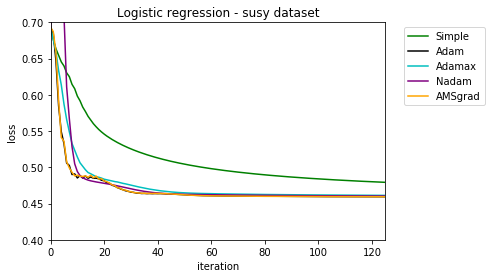 Logistic regression - susy dataset
0.70
0.65
0.60
0.55
0.50
0.45
0.40
loss
0 20 40 60 80 100 120
iteration
Simple
Adam
Adamax
Nadam
AMSgrad